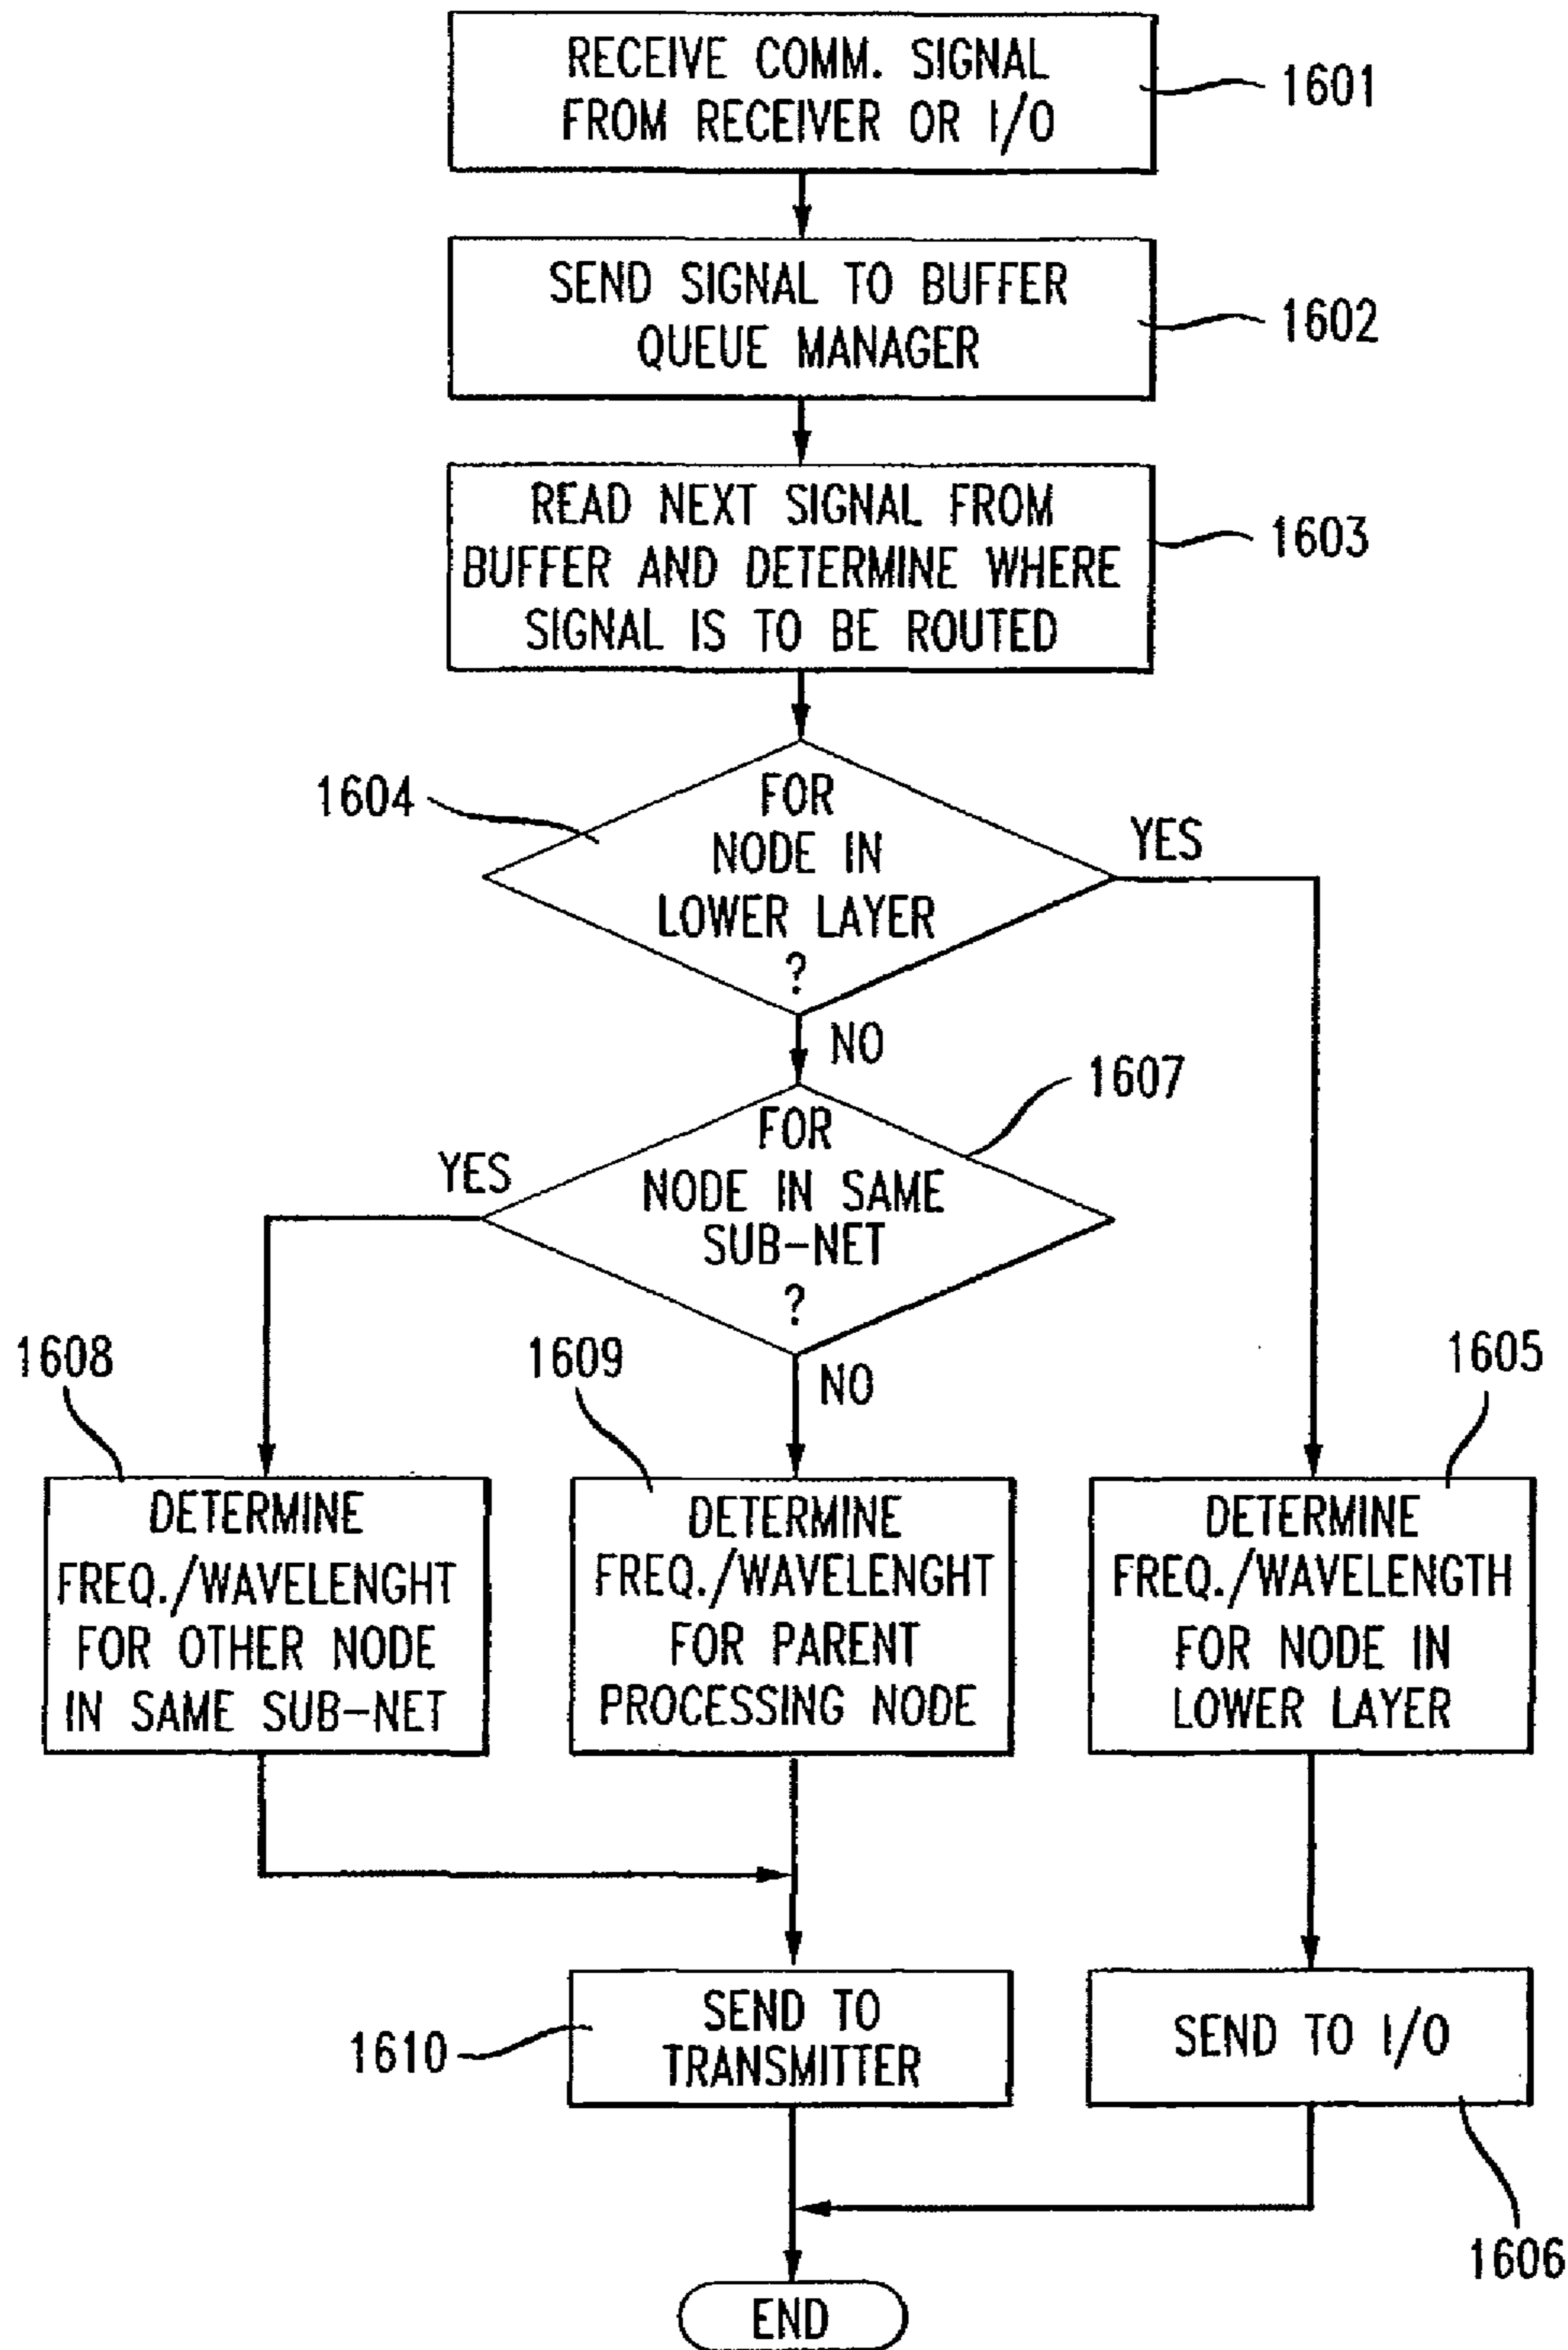 RECEIVE COMM. SIGNAL
FROM RECEIVER OR I/O
1601
SEND SIGNAL TO BUFFER
QUEUE MANAGER
1602
READ NEXT SIGNAL FROM
BUFFER AND DETERMINE WHERE
SIGNAL IS TO BE ROUTED
1603
1604
FOR
NODE IN
LOWER LAYER
?
YES
NO
1607
FOR
NODE IN SAME
SUB-NET
?
YES
NO
1608
DETERMINE
FREQ./WAVELENGHT
FOR OTHER NODE
IN SAME SUB-NET
1609
DETERMINE
FREQ./WAVELENGHT
FOR PARENT
PROCESSING NODE
1605
DETERMINE
FREQ./WAVELENGTH
FOR NODE IN
LOWER LAYER
1610
SEND TO
TRANSMITTER
SEND TO I/O
1606
END